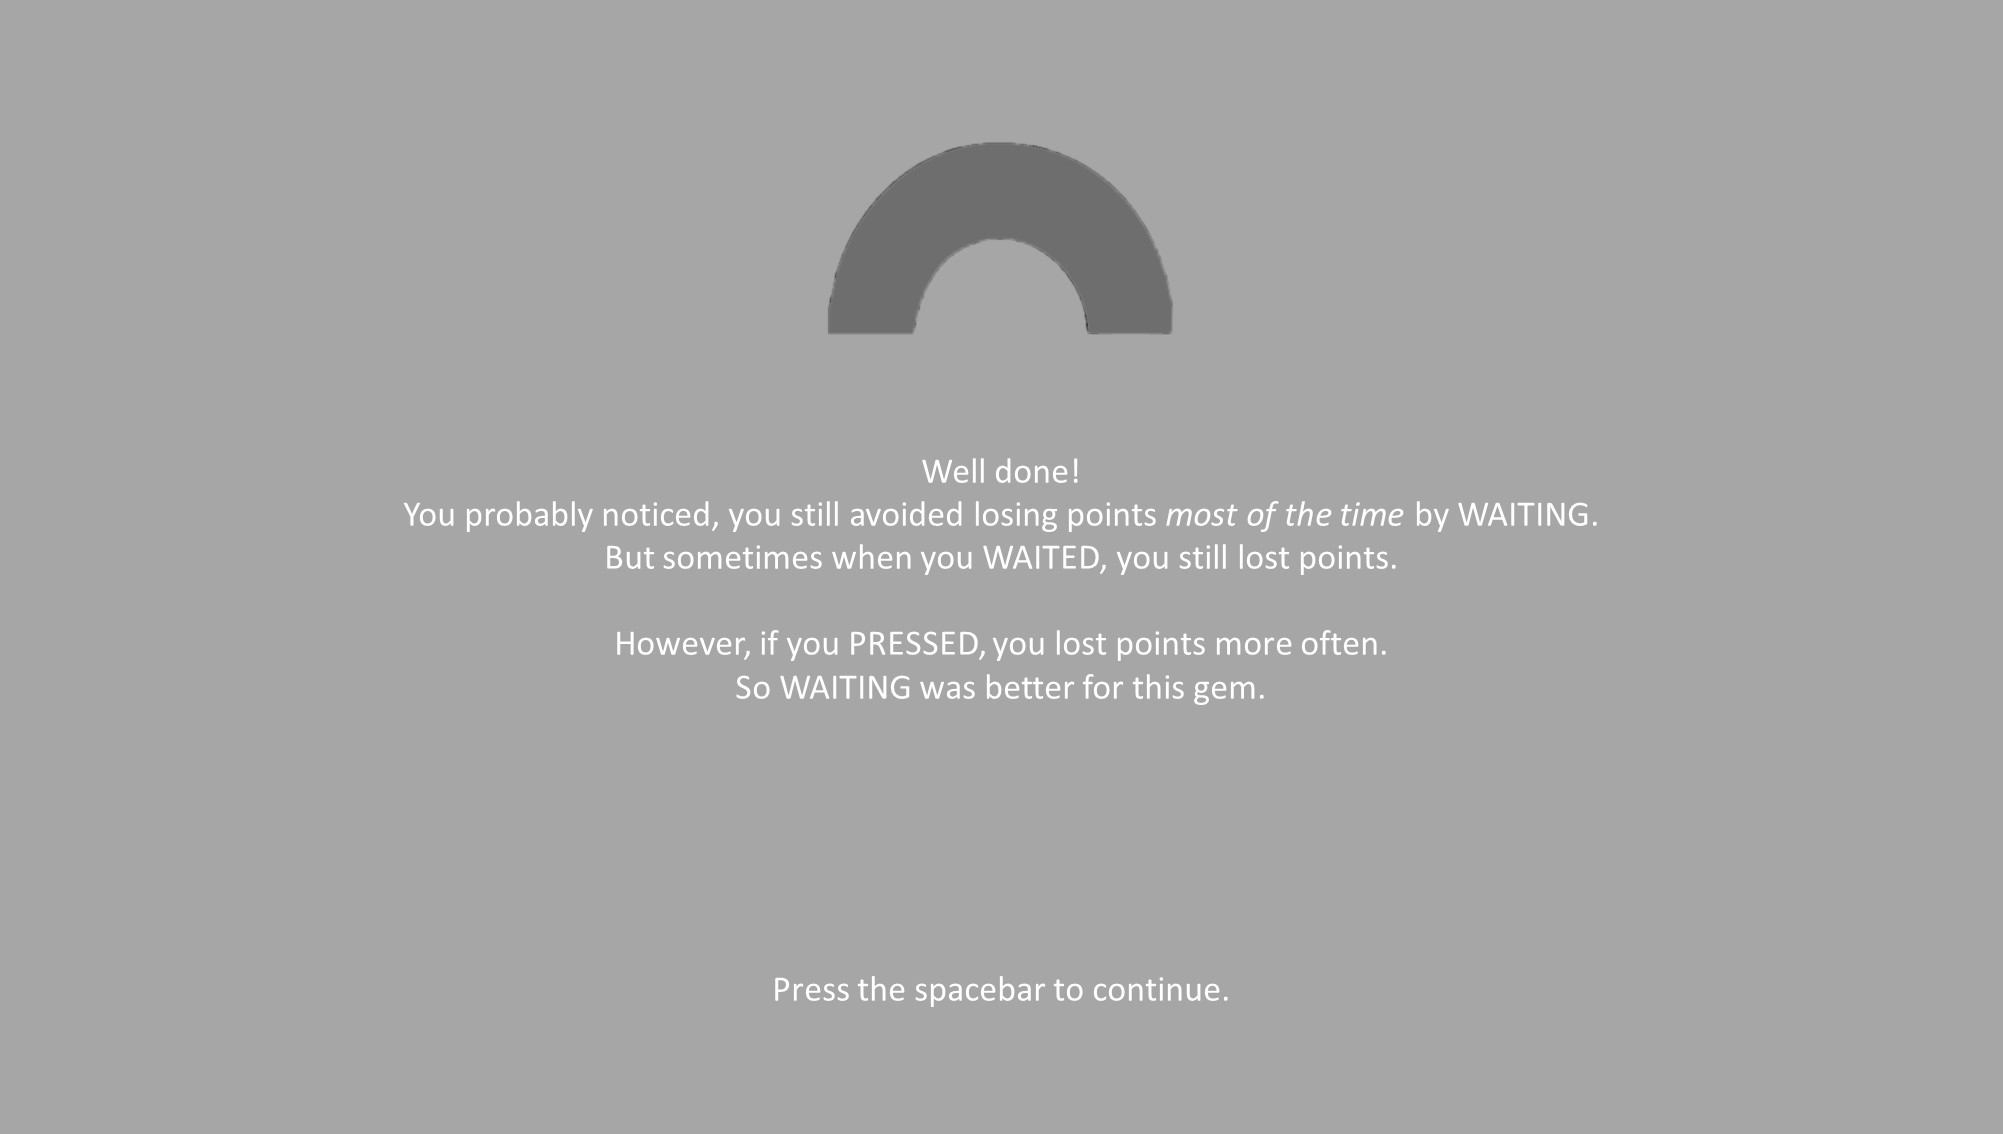 Well done!
You probably noticed, you still avoided losing points most of the time by WAITING.
But sometimes when you WAITED, you still lost points.
However, if you PRESSED, you lost points more often.
So WAITING was better for this gem.
Press the spacebar to continue.